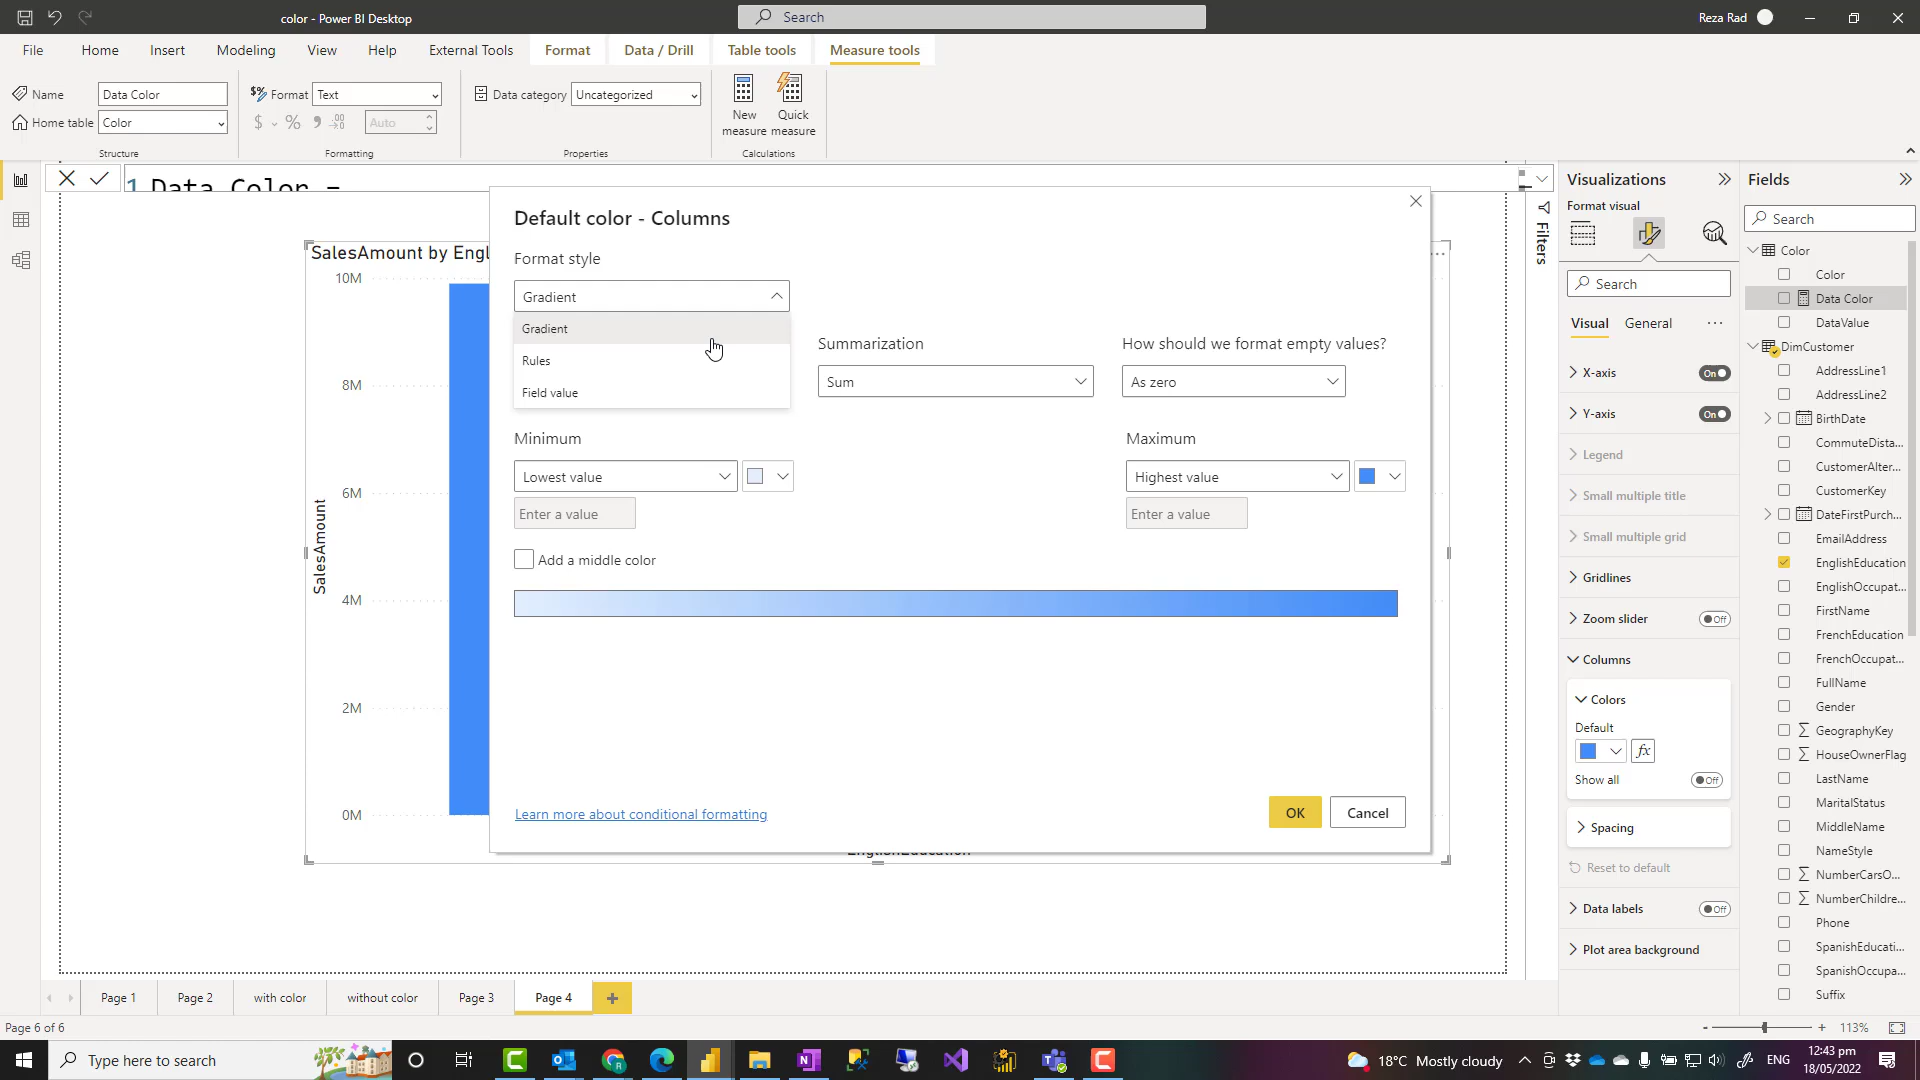 color - Power BI Desktop
Search
Reza Rad
File
Home
Insert
Modeling
View
Help
External Tools
Format
Data / Drill
Table tools
Measure tools
Name
Data Color
Home table
Color
Structure
Format
Text
$
%
Auto
Formatting
Data category
Uncategorized
Properties
New measure
Quick measure
Calculations
1 Data Color =
SalesAmount by Engl
10M
8M
6M
4M
2M
0M
SalesAmount
EnglishEducation
Default color - Columns
Format style
Gradient
Gradient
Rules
Field value
Summarization
Sum
How should we format empty values?
As zero
Minimum
Lowest value
Enter a value
Maximum
Highest value
Enter a value
Add a middle color
Learn more about conditional formatting
OK
Cancel
Filters
Visualizations
Format visual
Search
Visual
General
X-axis
On
Y-axis
On
Legend
Small multiple title
Small multiple grid
Gridlines
Zoom slider
Off
Columns
Colors
Default
fx
Show all
Off
Spacing
Reset to default
Data labels
Off
Plot area background
Fields
Search
Color
Color
Data Color
DataValue
DimCustomer
AddressLine1
AddressLine2
BirthDate
CommuteDista...
CustomerAlter...
CustomerKey
DateFirstPurch...
EmailAddress
EnglishEducation
EnglishOccupat...
FirstName
FrenchEducation
FrenchOccupat...
FullName
Gender
GeographyKey
HouseOwnerFlag
LastName
MaritalStatus
MiddleName
NameStyle
NumberCarsO...
NumberChildre...
Phone
SpanishEducati...
SpanishOccupa...
Suffix
Page 1
Page 2
with color
without color
Page 3
Page 4
Page 6 of 6
- + 113%
Type here to search
18°C Mostly cloudy
ENG
12:43 pm
18/05/2022